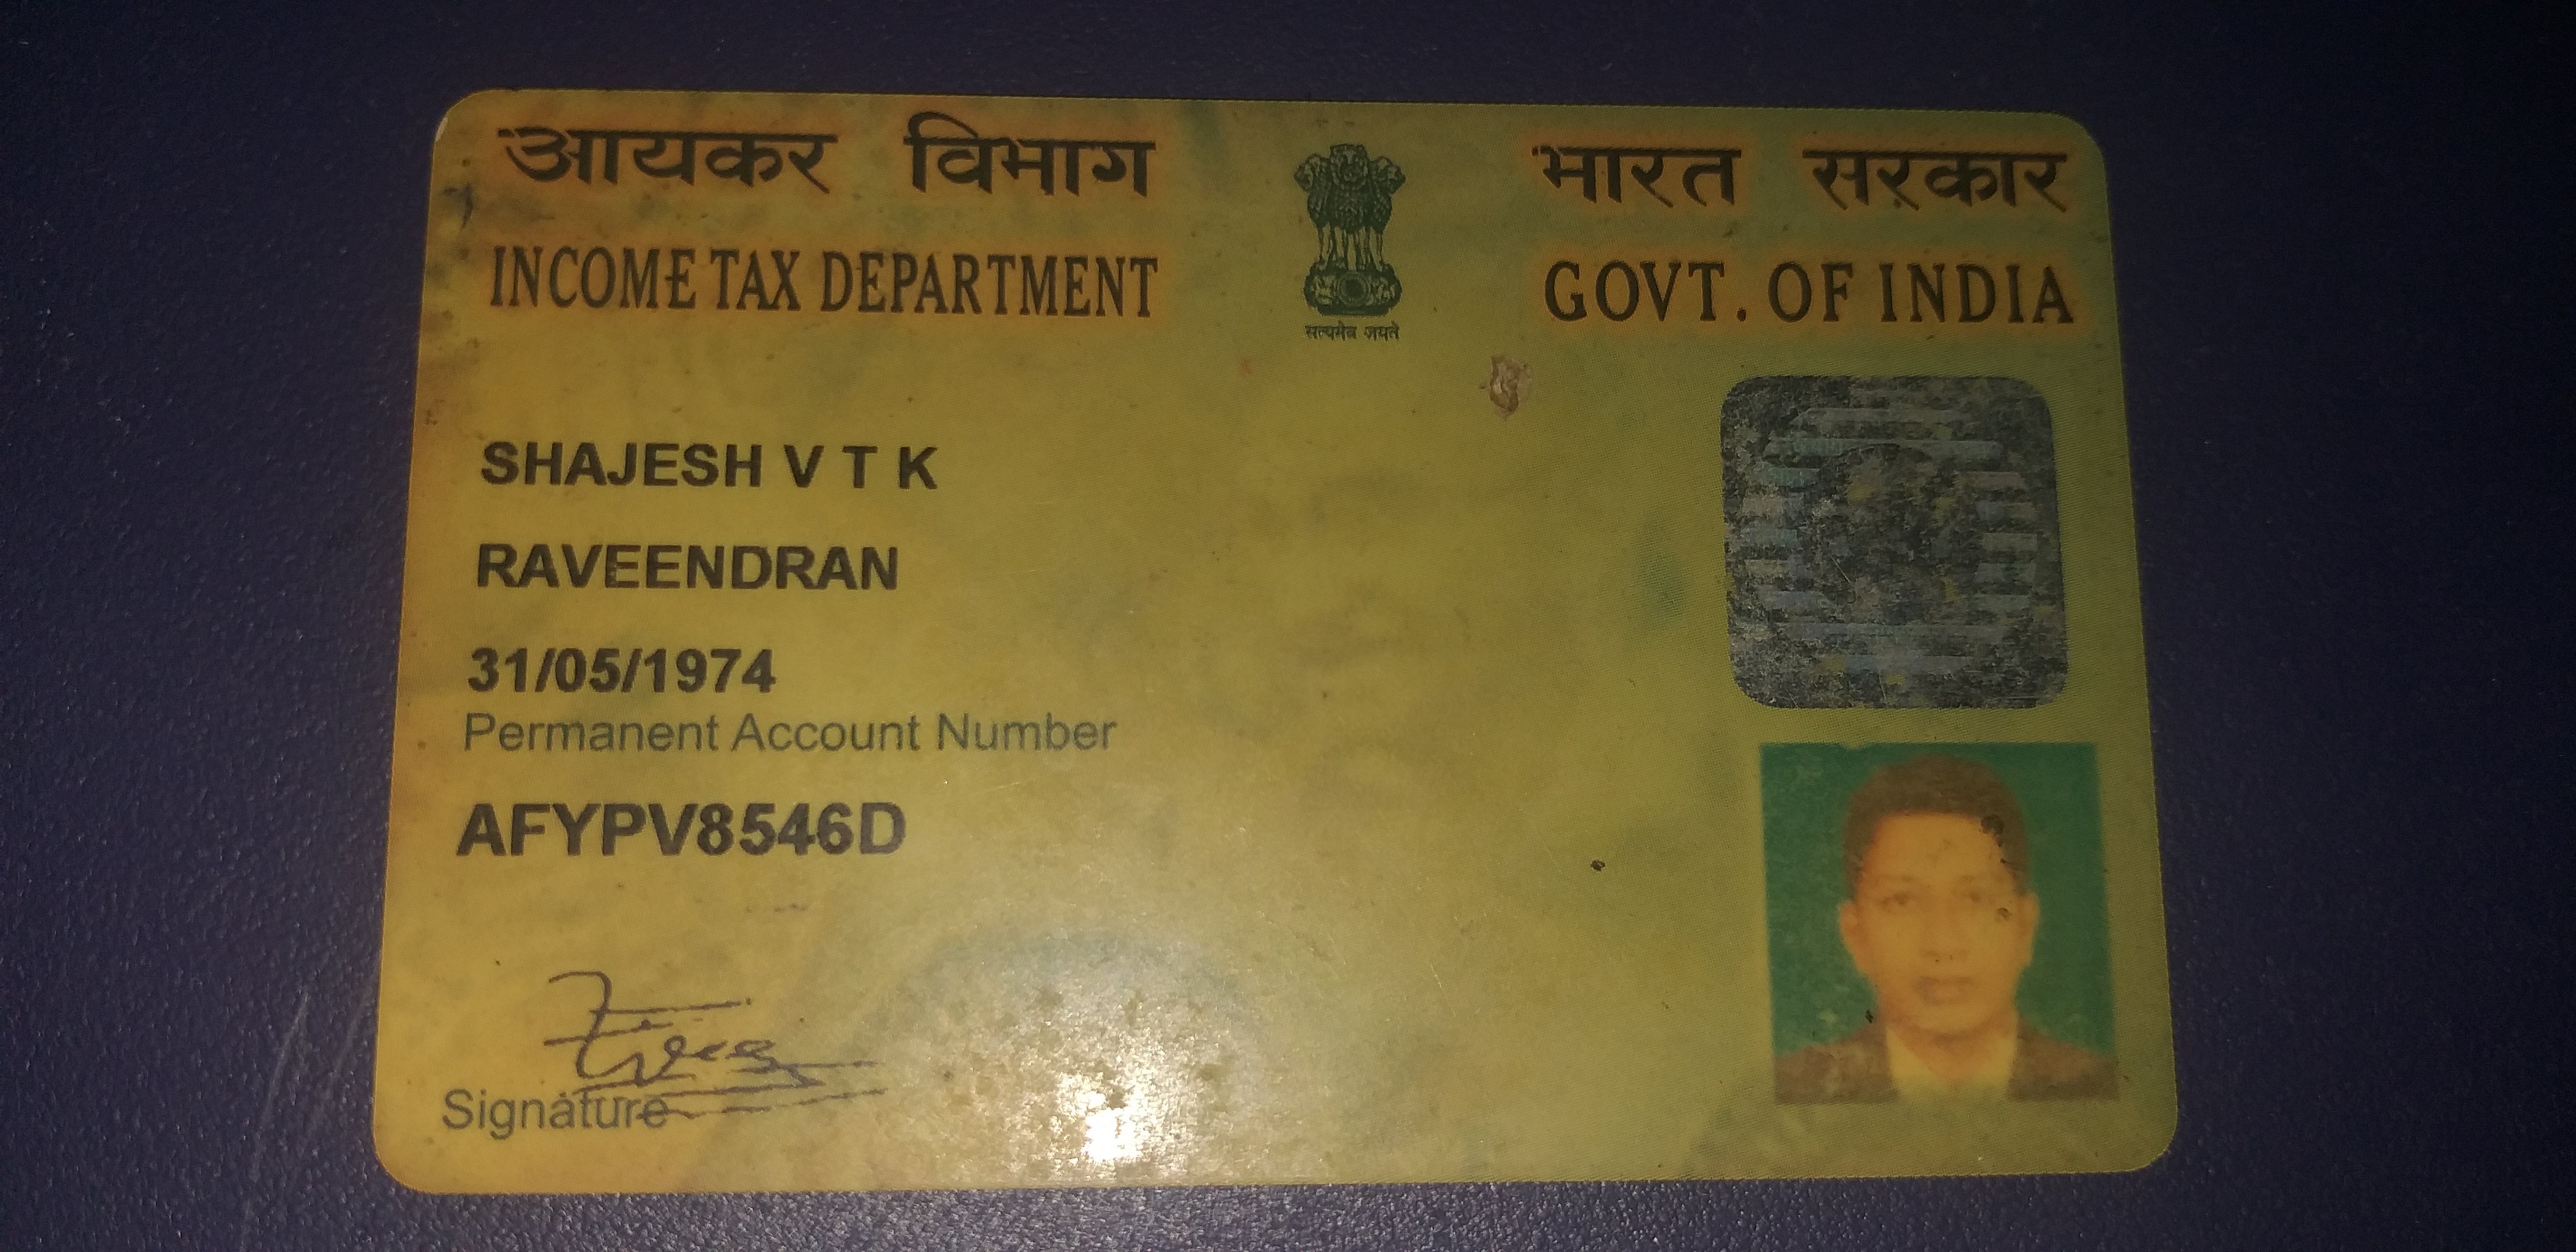 आयकर विभाग
INCOME TAX DEPARTMENT
सत्यमेव जयते
भारत सरकार
GOVT. OF INDIA
SHAJESH V T K
RAVEENDRAN
31/05/1974
Permanent Account Number
AFYPV8546D
Signature